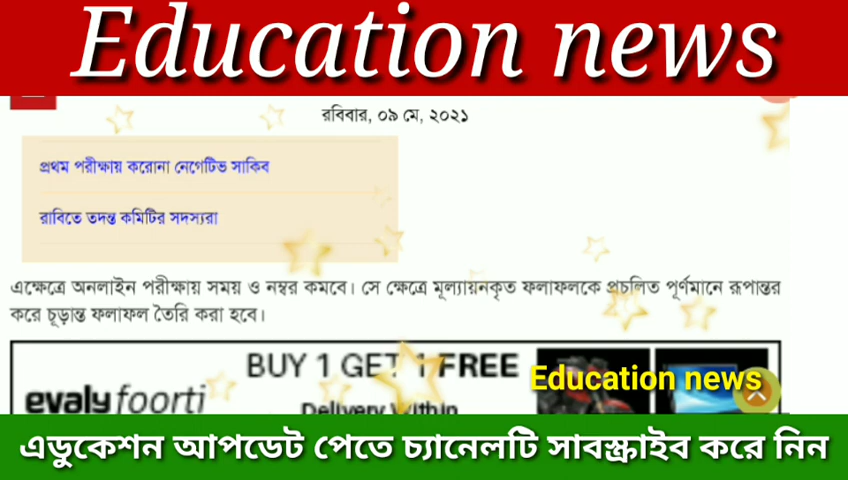 Education news
রবিবার, ০৯ মে, ২০২১
প্রথম পরীক্ষায় করোনা নেগেটিভ সাকিব
রাবিতে তদন্ত কমিটির সদস্যরা
এক্ষেত্রে অনলাইন পরীক্ষায় সময় ও নম্বর কমবে। সে ক্ষেত্রে মূল্যায়নকৃত ফলাফলকে প্রচলিত পূর্ণমানে রূপান্তর
করে চূড়ান্ত ফলাফল তৈরি করা হবে।
BUY 1 GET 1 FREE
Education news
evaly foorti
Delivery Within
এডুকেশন আপডেট পেতে চ্যানেলটি সাবস্ক্রাইব করে নিন